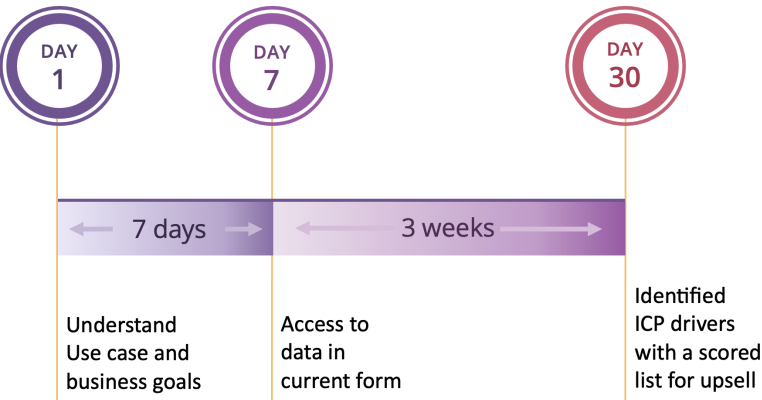 DAY
1
DAY
7
DAY
30
7 days
3 weeks
Understand
Use case and
business goals
Access to
data in
current form
Identified
ICP drivers
with a scored
list for upsell